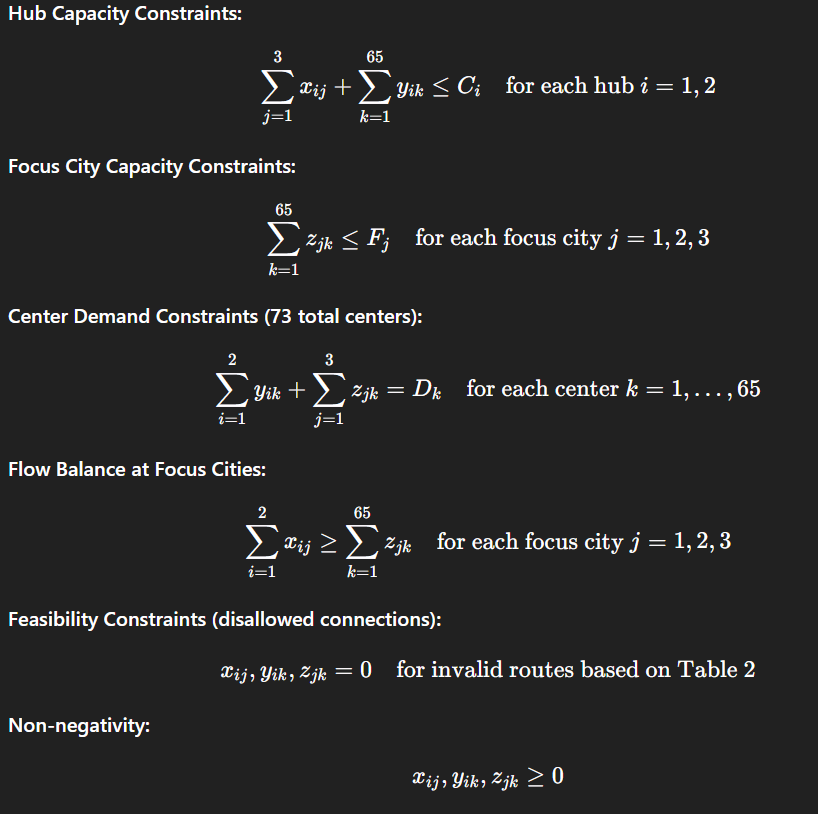 Hub Capacity Constraints:
\sum_{j=1}^{3} x_{ij} + \sum_{k=1}^{65} y_{ik} \leq C_i \quad \text{for each hub } i = 1, 2
Focus City Capacity Constraints:
\sum_{k=1}^{65} z_{jk} \leq F_j \quad \text{for each focus city } j = 1, 2, 3
Center Demand Constraints (73 total centers):
\sum_{i=1}^{2} y_{ik} + \sum_{j=1}^{3} z_{jk} = D_k \quad \text{for each center } k = 1, \ldots, 65
Flow Balance at Focus Cities:
\sum_{i=1}^{2} x_{ij} \geq \sum_{k=1}^{65} z_{jk} \quad \text{for each focus city } j = 1, 2, 3
Feasibility Constraints (disallowed connections):
x_{ij}, y_{ik}, z_{jk} = 0 \quad \text{for invalid routes based on Table 2}
Non-negativity:
x_{ij}, y_{ik}, z_{jk} \geq 0